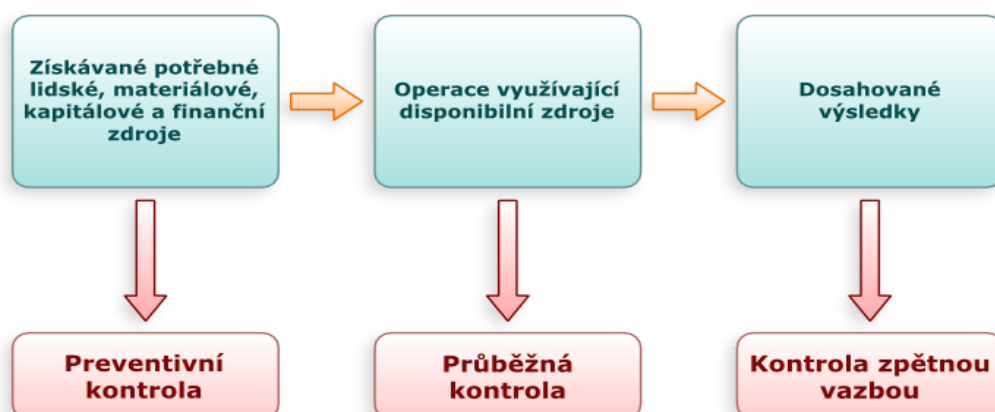 Získávané potřebné
lidské, materiálové,
kapitálové a finanční
zdroje
Operace využívající
disponibilní zdroje
Dosahované
výsledky
Preventivní
kontrola
Průběžná
kontrola
Kontrola zpětnou
vazbou